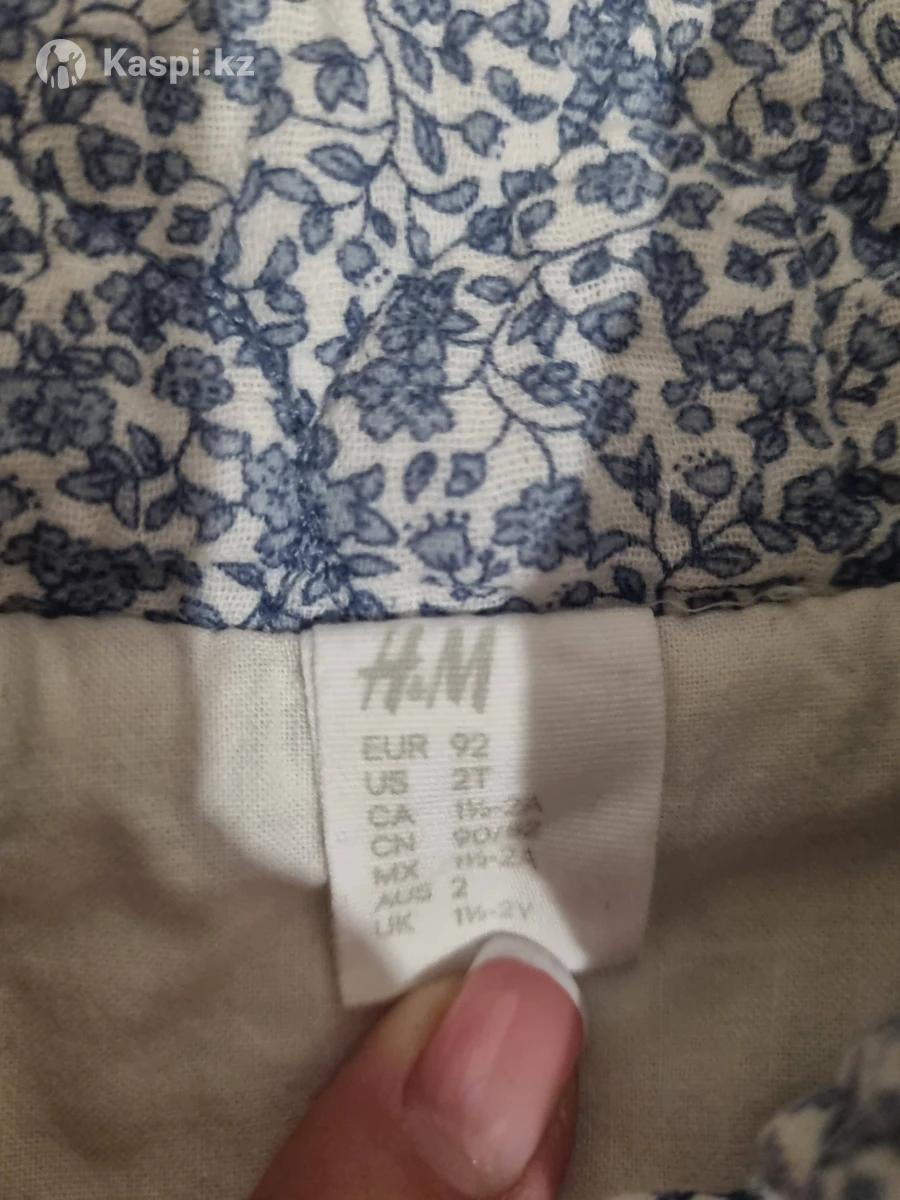 Kaspi.kz
H&M
EUR 92
US 2T
CA 1½-2A
CN 90/52
MX 1½-2A
AUS 2
UK 1½-2Y